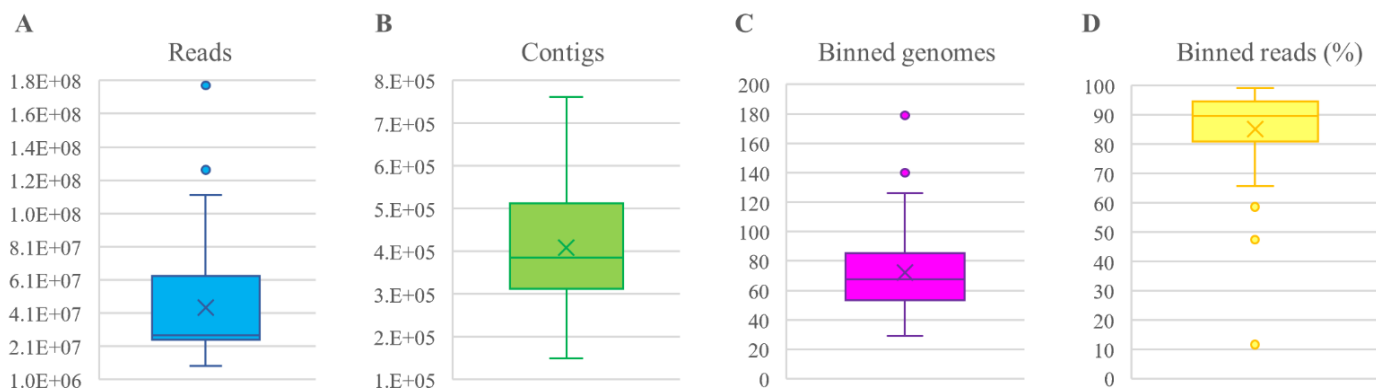 A
Reads
1.8E+08
1.6E+08
1.4E+08
1.2E+08
1.0E+08
8.1E+07
6.1E+07
4.1E+07
2.1E+07
1.0E+06
B
Contigs
8.E+05
7.E+05
6.E+05
5.E+05
4.E+05
3.E+05
2.E+05
1.E+05
C
Binned genomes
200
180
160
140
120
100
80
60
40
20
0
D
Binned reads (%)
100
90
80
70
60
50
40
30
20
10
0